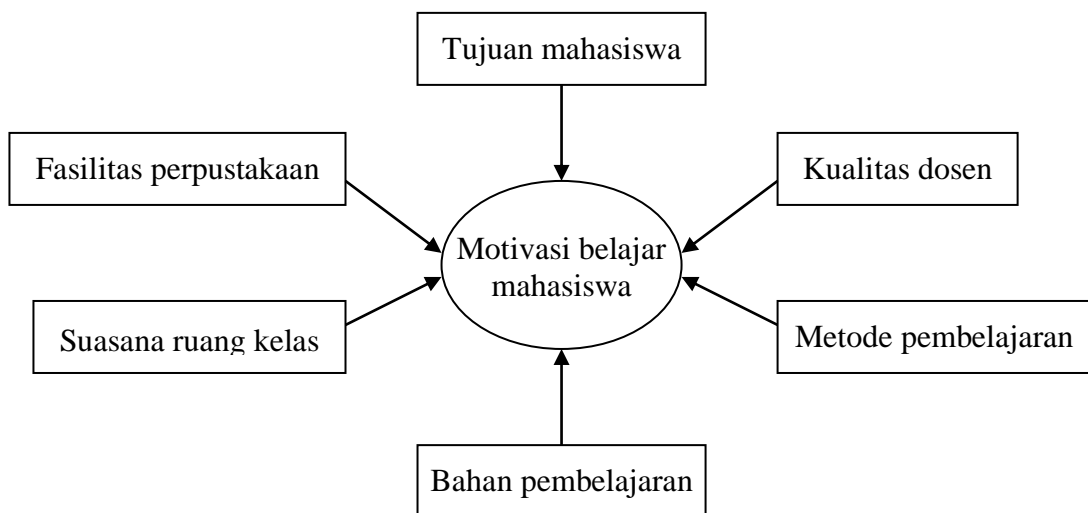 Tujuan mahasiswa
Fasilitas perpustakaan
Kualitas dosen
Motivasi belajar
mahasiswa
Suasana ruang kelas
Metode pembelajaran
Bahan pembelajaran